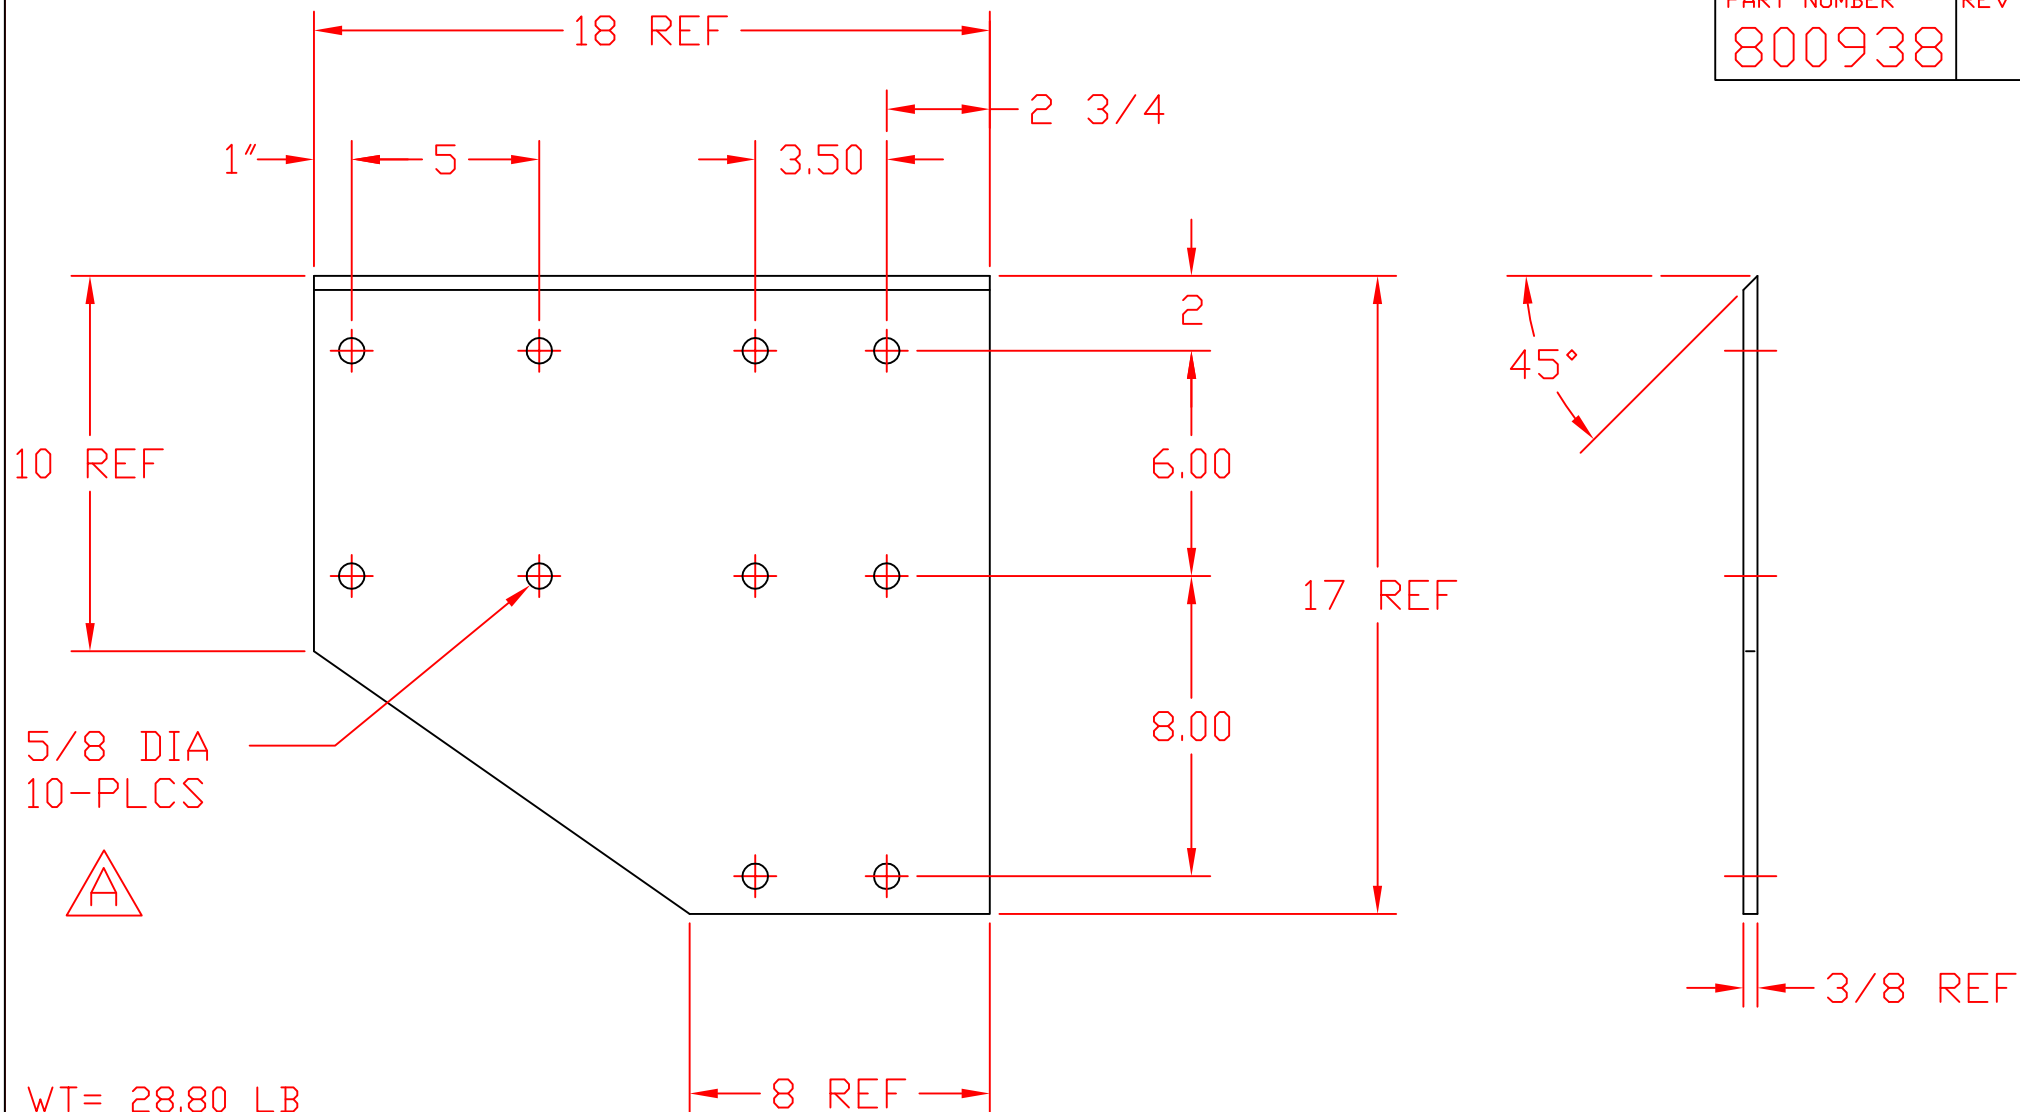 PART NUMBER
REV
800938
18 REF
2 3/4
1"
5
3.50
2
45°
10 REF
6.00
17 REF
8.00
5/8 DIA
10-PLCS
A
3/8 REF
8 REF
WT= 28.80 LB